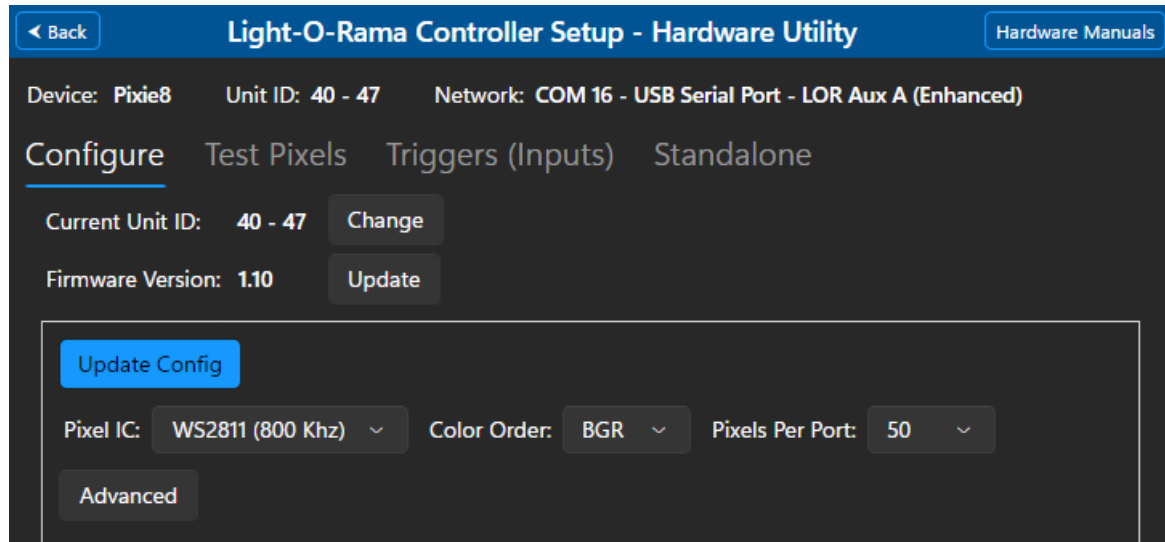 Back Light-O-Rama Controller Setup - Hardware Utility Hardware Manuals
Device: Pixie8 Unit ID: 40 - 47 Network: COM 16 - USB Serial Port - LOR Aux A (Enhanced)
Configure Test Pixels Triggers (Inputs) Standalone
Current Unit ID: 40 - 47 Change
Firmware Version: 1.10 Update
Update Config
Pixel IC: WS2811 (800 Khz) Color Order: BGR Pixels Per Port: 50
Advanced